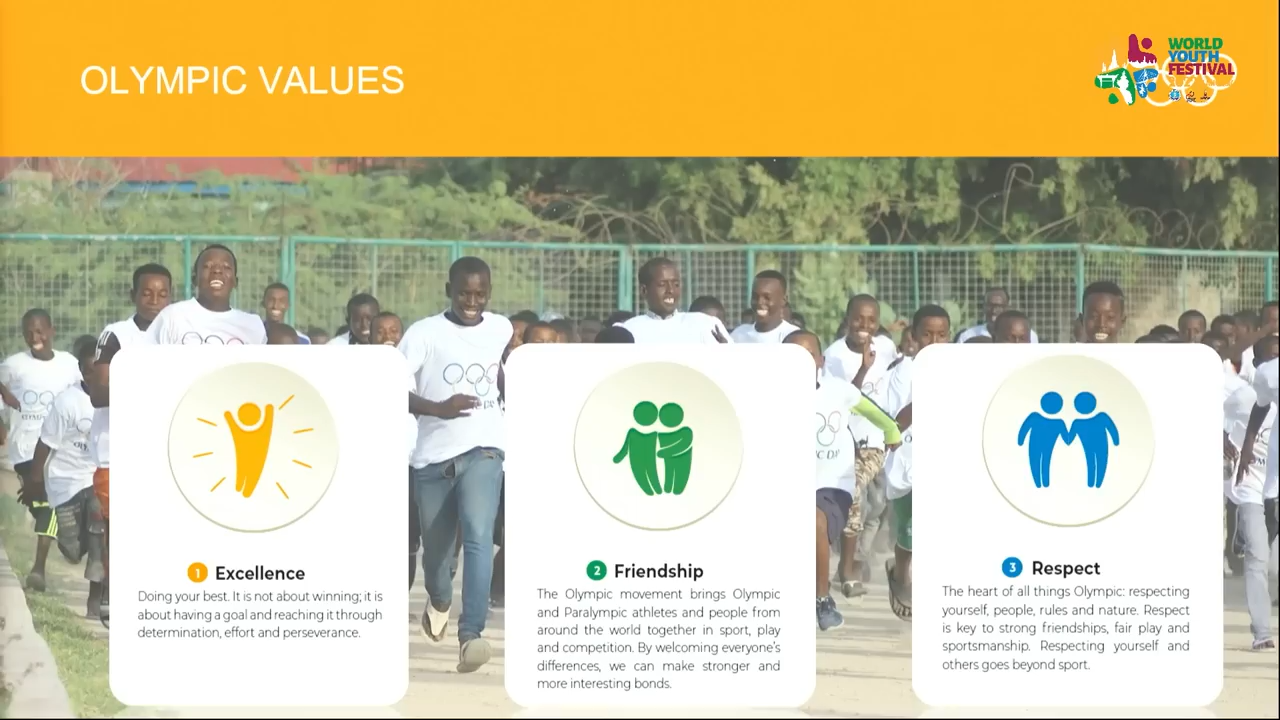 OLYMPIC VALUES
WORLD
YOUTH
FESTIVAL
1 Excellence
Doing your best. It is not about winning; it is
about having a goal and reaching it through
determination, effort and perseverance.
2 Friendship
The Olympic movement brings Olympic
and Paralympic athletes and people from
around the world together in sport, play
and competition. By welcoming everyone's
differences, we can make stronger and
more interesting bonds.
3 Respect
The heart of all things Olympic: respecting
yourself, people, rules and nature. Respect
is key to strong friendships, fair play and
sportsmanship. Respecting yourself and
others goes beyond sport.